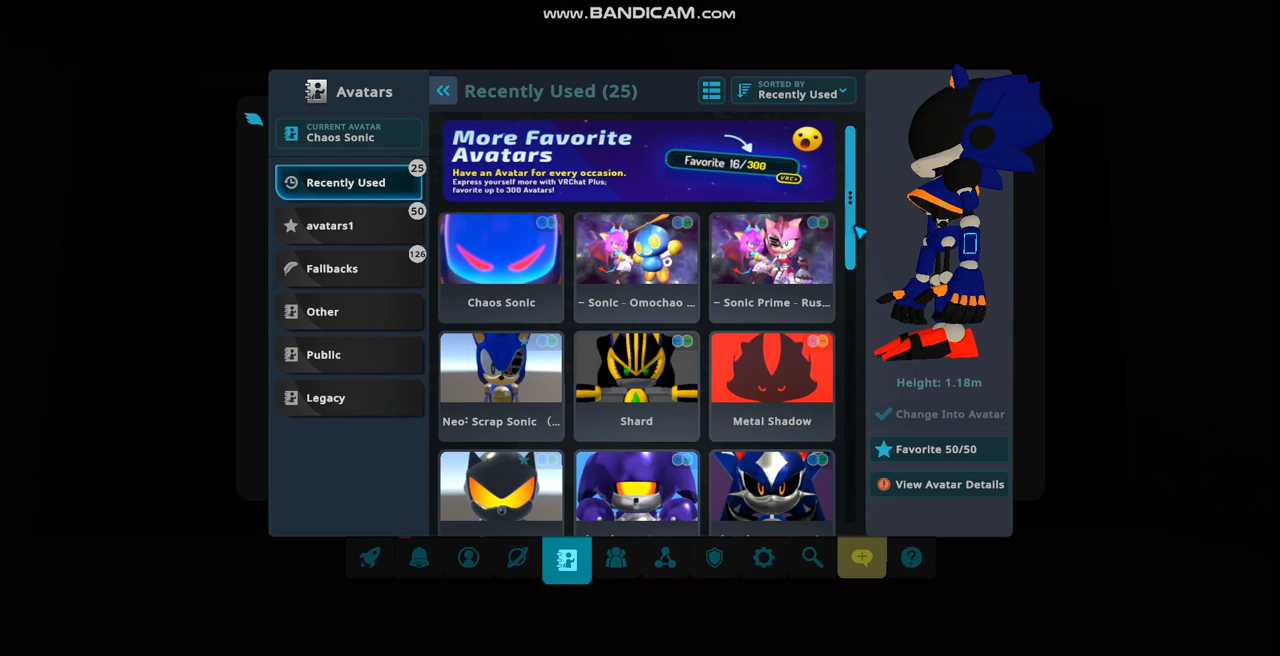 www.BANDICAM.com
Avatars
CURRENT AVATAR
Chaos Sonic
Recently Used
25
avatars1
50
Fallbacks
126
Other
Public
Legacy
Recently Used (25)
SORTED BY
Recently Used
More Favorite
Avatars
Have an Avatar for every occasion.
Express yourself more with VRChat Plus;
favorite up to 300 Avatars!
Favorite 16/300
VRC+
Chaos Sonic
~ Sonic - Omochao ...
~ Sonic Prime - Rus...
Neo⁚ Scrap Sonic （...
Shard
Metal Shadow
Height: 1.18m
Change Into Avatar
Favorite 50/50
View Avatar Details